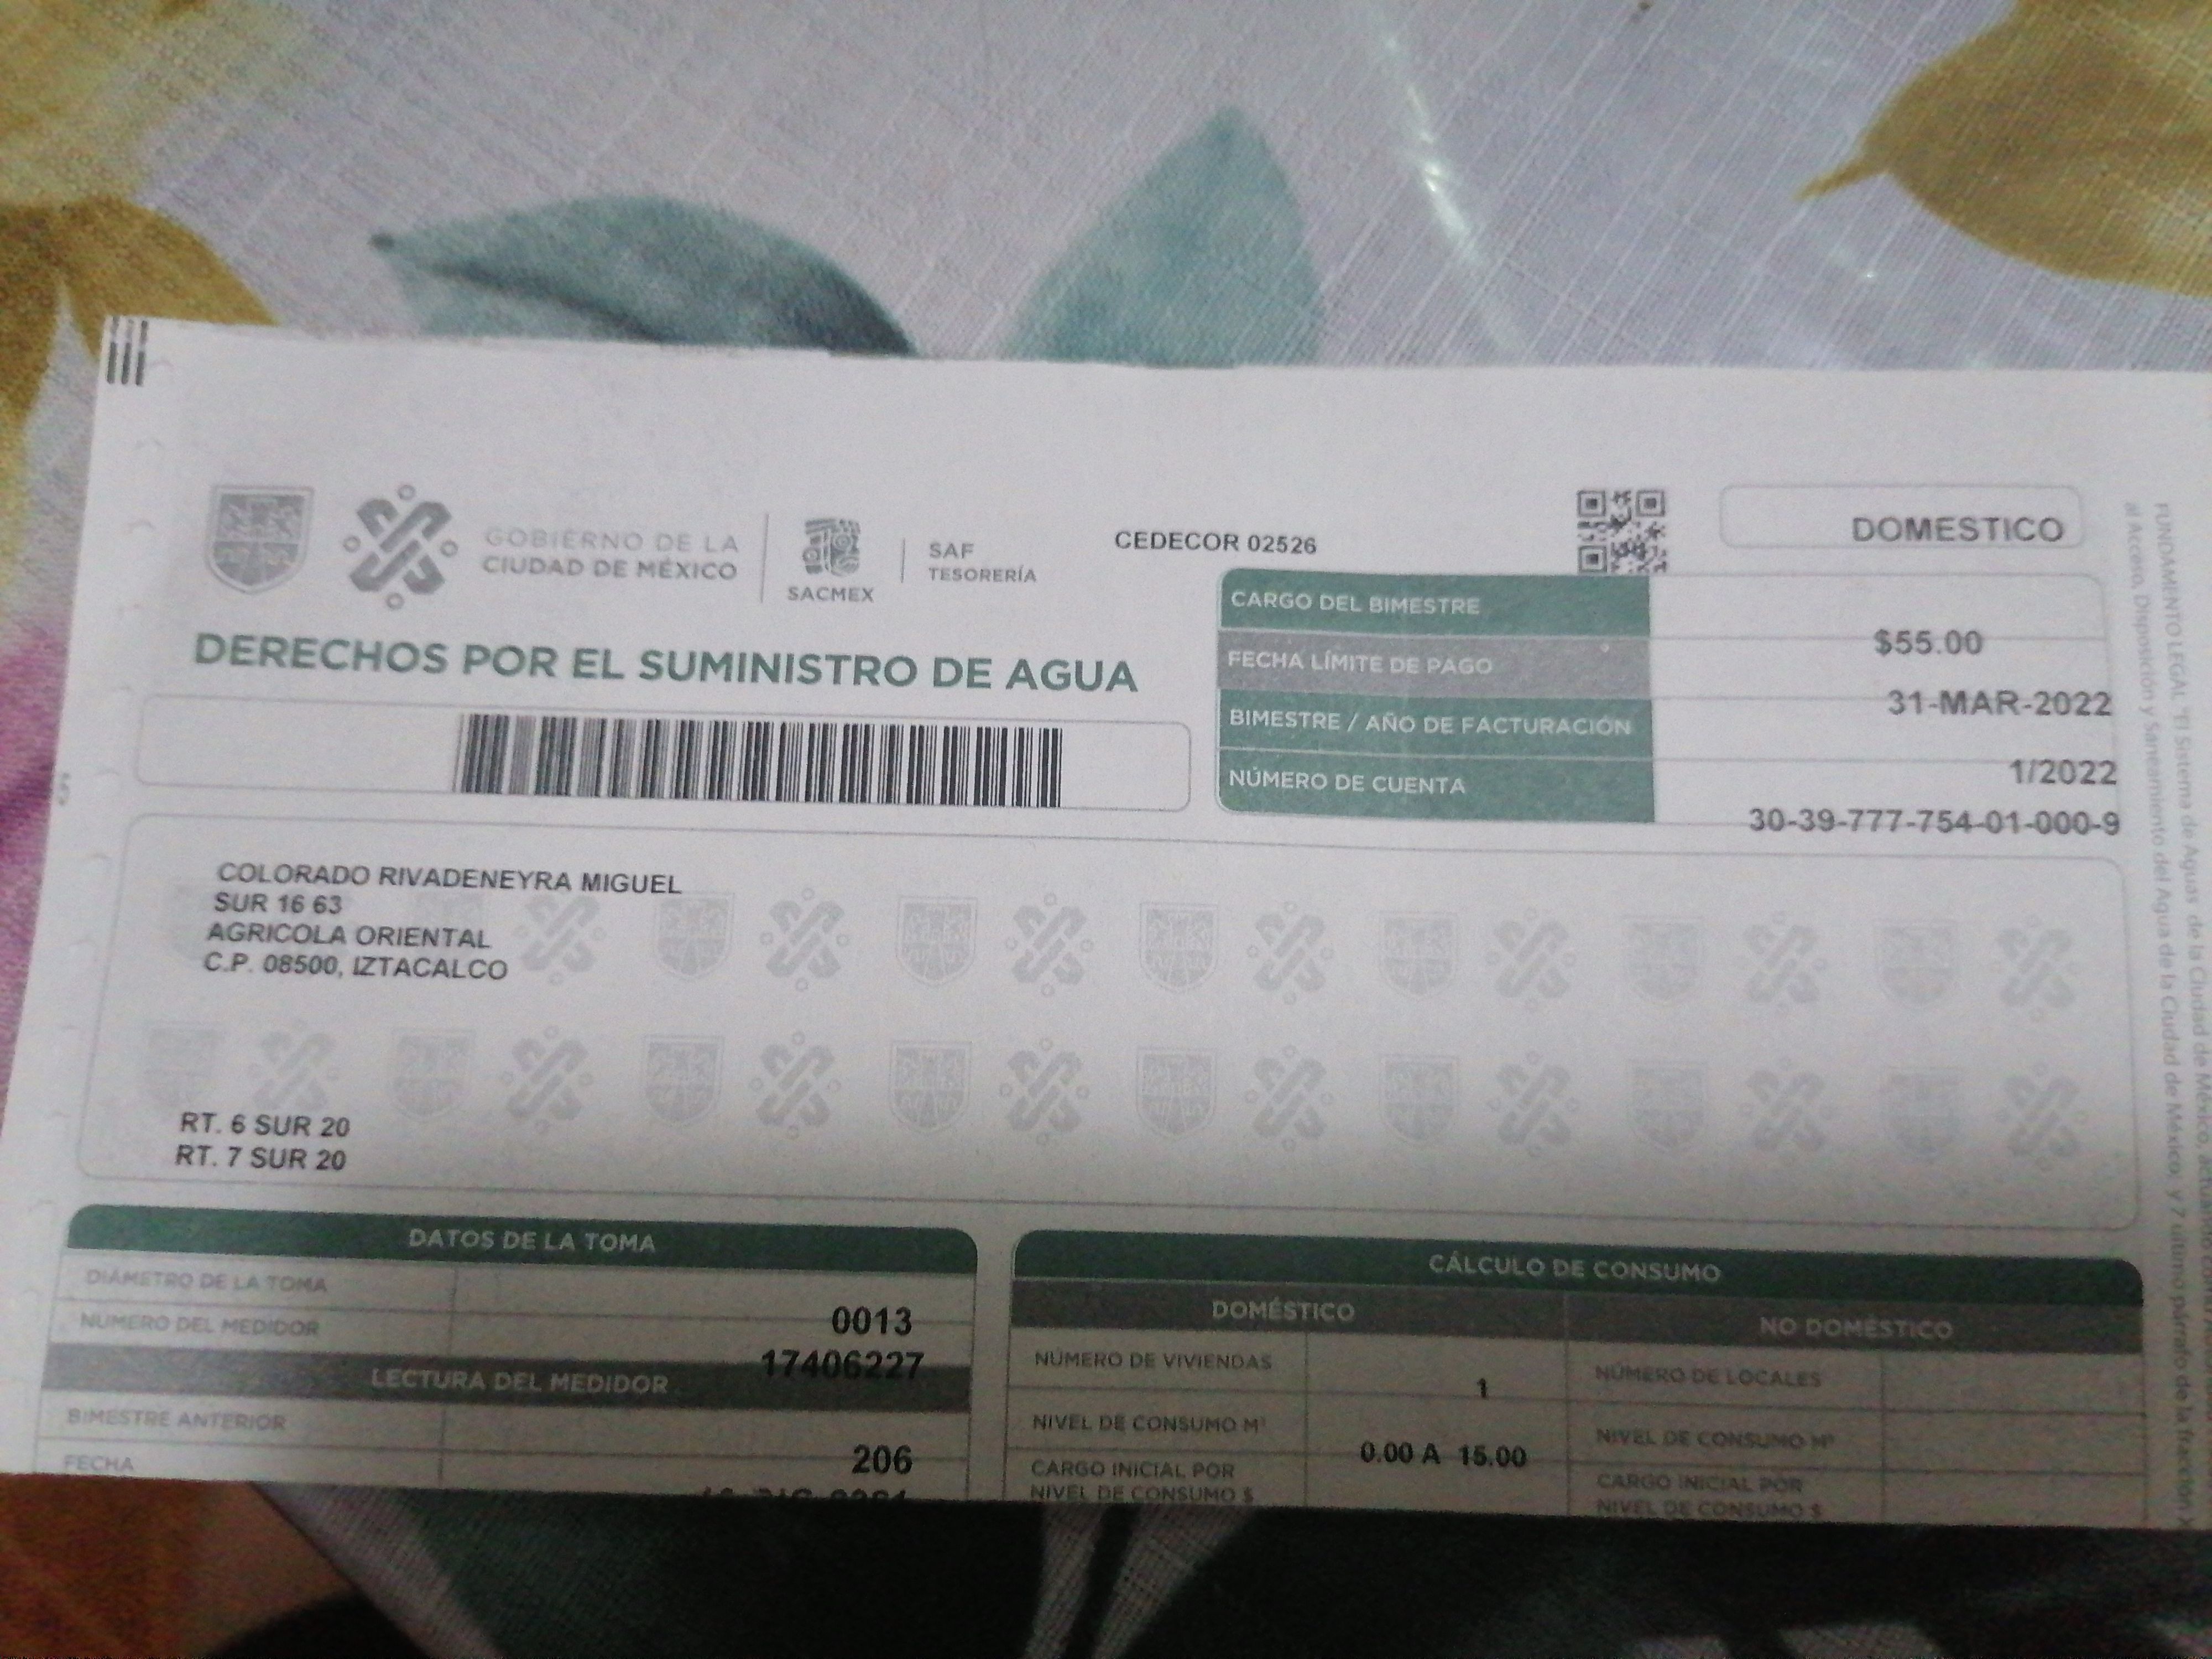 GOBIERNO DE LA
CIUDAD DE MÉXICO
SACMEX
SAF
TESORERÍA
CEDECOR 02526
DOMESTICO
DERECHOS POR EL SUMINISTRO DE AGUA
CARGO DEL BIMESTRE
$55.00
FECHA LÍMITE DE PAGO
31-MAR-2022
BIMESTRE / AÑO DE FACTURACIÓN
1/2022
NÚMERO DE CUENTA
30-39-777-754-01-000-9
COLORADO RIVADENEYRA MIGUEL
SUR 16 63
AGRICOLA ORIENTAL
C.P. 08500, IZTACALCO
RT. 6 SUR 20
RT. 7 SUR 20
DATOS DE LA TOMA
DIÁMETRO DE LA TOMA
0013
NÚMERO DEL MEDIDOR
17406227
LECTURA DEL MEDIDOR
BIMESTRE ANTERIOR
206
FECHA
CÁLCULO DE CONSUMO
DOMÉSTICO
NO DOMÉSTICO
NÚMERO DE VIVIENDAS
1
NÚMERO DE LOCALES
NIVEL DE CONSUMO M³
0.00 A 15.00
NIVEL DE CONSUMO M³
CARGO INICIAL POR
NIVEL DE CONSUMO $
CARGO INICIAL POR
NIVEL DE CONSUMO $
FUNDAMENTO LEGAL: "El Sistema de Aguas de la Ciudad de México,
al Acceso, Disposición y Saneamiento del Agua de la Ciudad de México, y 7 último párrafo de la fracción